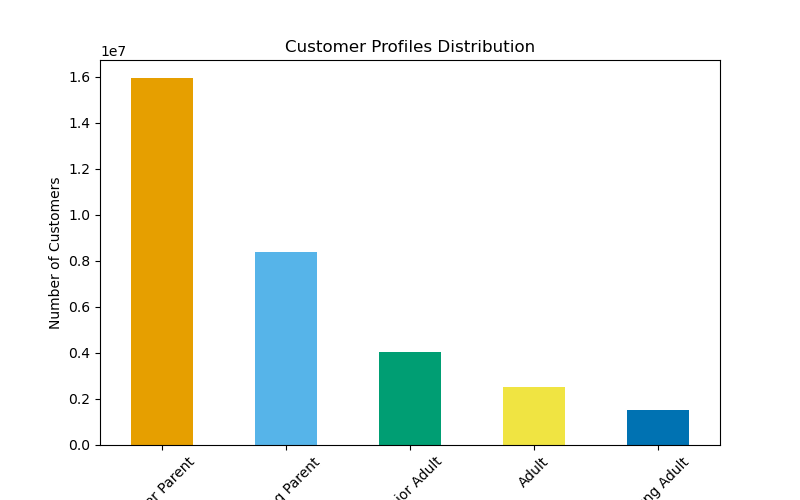 Customer Profiles Distribution
1e7
1.6
1.4
1.2
1.0
0.8
0.6
0.4
0.2
0.0
Number of Customers
Parent
Parent
Adult
Adult
Adult